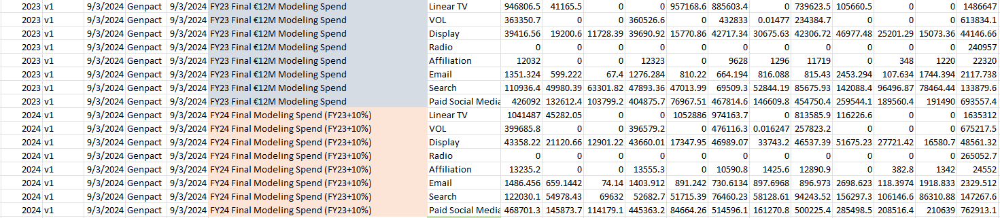 2023 v1 9/3/2024 Genpact 9/3/2024 FY23 Final €12M Modeling Spend Linear TV 946806.5 41165.5 0 0 957168.6 885603.4 0 739623.5 105660.5 0 0 1486647
2023 v1 9/3/2024 Genpact 9/3/2024 FY23 Final €12M Modeling Spend VOL 363350.7 0 0 360526.6 0 432833 0.01477 234384.7 0 0 0 613834.1
2023 v1 9/3/2024 Genpact 9/3/2024 FY23 Final €12M Modeling Spend Display 39416.56 19200.6 11728.39 39690.92 15770.86 42717.34 30675.63 42306.72 46977.48 25201.29 15073.36 44146.66
2023 v1 9/3/2024 Genpact 9/3/2024 FY23 Final €12M Modeling Spend Radio 0 0 0 0 0 0 0 0 0 0 0 240957
2023 v1 9/3/2024 Genpact 9/3/2024 FY23 Final €12M Modeling Spend Affiliation 12032 0 0 12323 0 9628 1296 11719 0 348 1220 22320
2023 v1 9/3/2024 Genpact 9/3/2024 FY23 Final €12M Modeling Spend Email 1351.324 599.222 67.4 1276.284 810.22 664.194 816.088 815.43 2453.294 107.634 1744.394 2117.738
2023 v1 9/3/2024 Genpact 9/3/2024 FY23 Final €12M Modeling Spend Search 110936.4 49980.39 63301.82 47893.36 47013.99 69509.3 52844.19 85675.93 142088.4 96496.87 78464.44 133879.6
2023 v1 9/3/2024 Genpact 9/3/2024 FY23 Final €12M Modeling Spend Paid Social Media 426092 132612.4 103799.2 404875.7 76967.51 467814.6 146609.8 454750.4 259544.1 189560.4 191490 693557.4
2024 v1 9/3/2024 Genpact 9/3/2024 FY24 Final Modeling Spend (FY23+10%) Linear TV 1041487 45282.05 0 0 1052886 974163.7 0 813585.9 116226.6 0 0 1635312
2024 v1 9/3/2024 Genpact 9/3/2024 FY24 Final Modeling Spend (FY23+10%) VOL 399685.8 0 0 396579.2 0 476116.3 0.016247 257823.2 0 0 0 675217.5
2024 v1 9/3/2024 Genpact 9/3/2024 FY24 Final Modeling Spend (FY23+10%) Display 43358.22 21120.66 12901.22 43660.01 17347.95 46989.07 33743.2 46537.39 51675.23 27721.42 16580.7 48561.32
2024 v1 9/3/2024 Genpact 9/3/2024 FY24 Final Modeling Spend (FY23+10%) Radio 0 0 0 0 0 0 0 0 0 0 0 265052.7
2024 v1 9/3/2024 Genpact 9/3/2024 FY24 Final Modeling Spend (FY23+10%) Affiliation 13235.2 0 0 13555.3 0 10590.8 1425.6 12890.9 0 382.8 1342 24552
2024 v1 9/3/2024 Genpact 9/3/2024 FY24 Final Modeling Spend (FY23+10%) Email 1486.456 659.1442 74.14 1403.912 891.242 730.6134 897.6968 896.973 2698.623 118.3974 1918.833 2329.512
2024 v1 9/3/2024 Genpact 9/3/2024 FY24 Final Modeling Spend (FY23+10%) Search 122030.1 54978.43 69632 52682.7 51715.39 76460.23 58128.61 94243.52 156297.3 106146.6 86310.88 147267.6
2024 v1 9/3/2024 Genpact 9/3/2024 FY24 Final Modeling Spend (FY23+10%) Paid Social Media 468701.3 145873.7 114179.1 445363.2 84664.26 514596.1 161270.8 500225.4 285498.5 208516.4 210639 762913.1